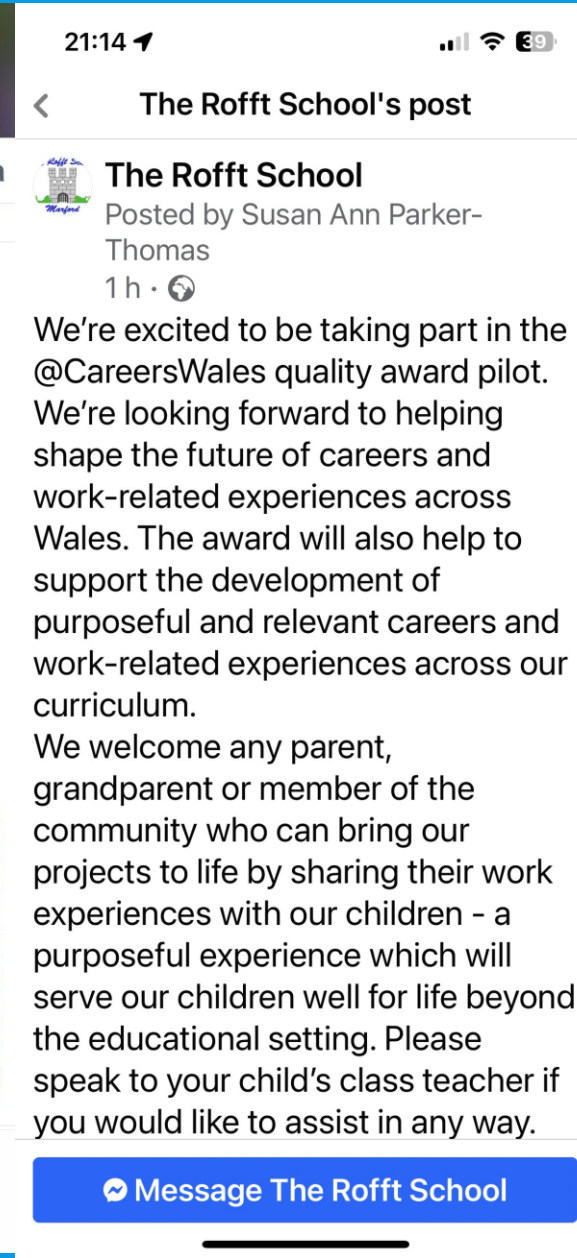 21:14
39
The Rofft School's post
Rofft
Marford
The Rofft School
Posted by Susan Ann Parker-
Thomas
1 h ·
We're excited to be taking part in the
@CareersWales quality award pilot.
We're looking forward to helping
shape the future of careers and
work-related experiences across
Wales. The award will also help to
support the development of
purposeful and relevant careers and
work-related experiences across our
curriculum.
We welcome any parent,
grandparent or member of the
community who can bring our
projects to life by sharing their work
experiences with our children - a
purposeful experience which will
serve our children well for life beyond
the educational setting. Please
speak to your child's class teacher if
you would like to assist in any way.
Message The Rofft School